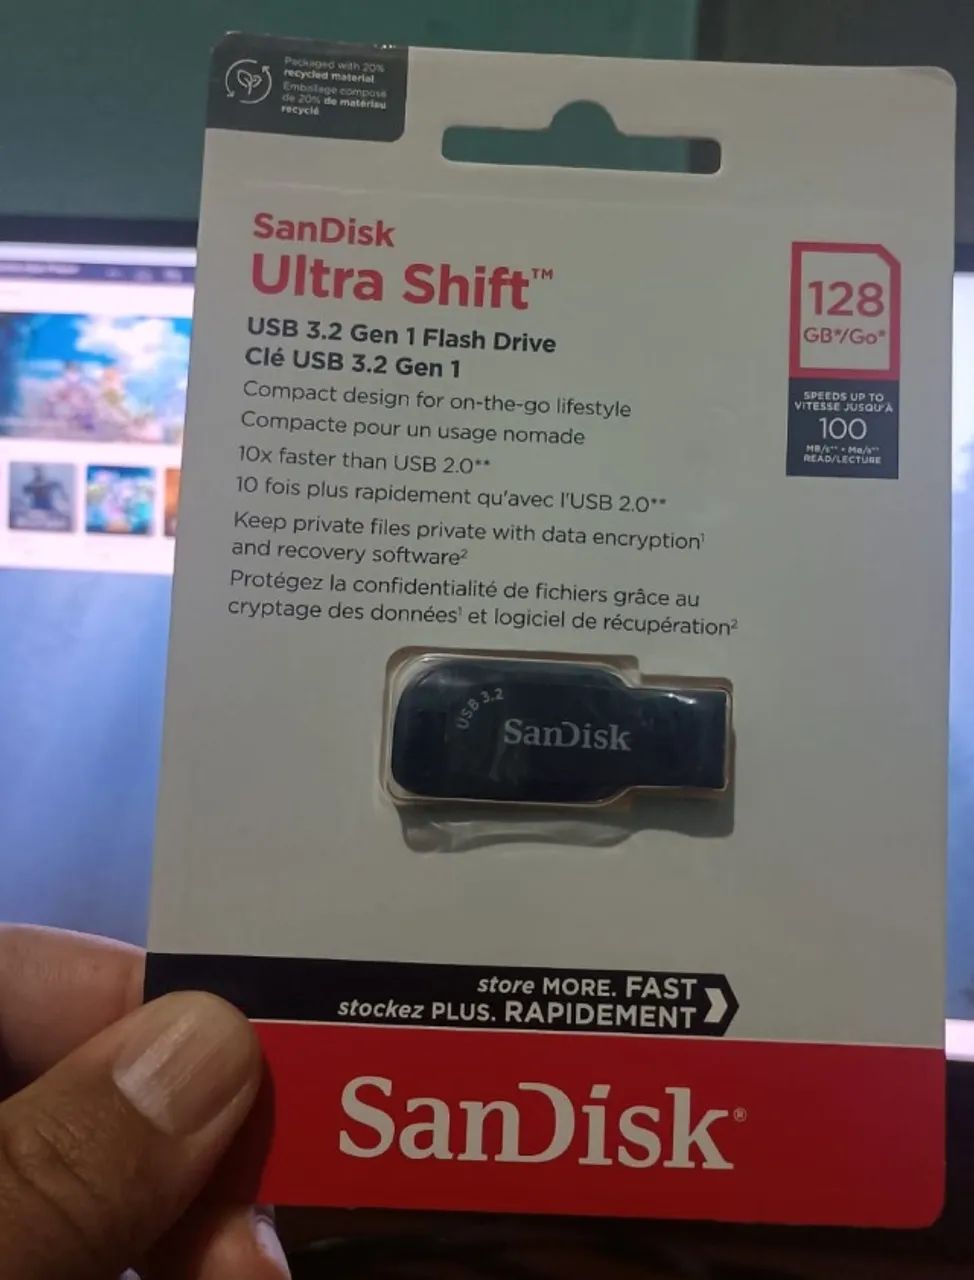 Packaged with 20%
recycled material
Emballage composé
de 20% de matériau
recyclé
SanDisk
Ultra Shift™
USB 3.2 Gen 1 Flash Drive
Clé USB 3.2 Gen 1
Compact design for on-the-go lifestyle
Compacte pour un usage nomade
10x faster than USB 2.0**
10 fois plus rapidement qu'avec l'USB 2.0**
Keep private files private with data encryption¹
and recovery software²
Protégez la confidentialité de fichiers grâce au
cryptage des données¹ et logiciel de récupération²
128
GB*/Go*
SPEEDS UP TO
VITESSE JUSQU'À
100
MB/s** • Mo/s**
READ/LECTURE
USB 3.2
SanDisk
store MORE. FAST
stockez PLUS. RAPIDEMENT
SanDisk®